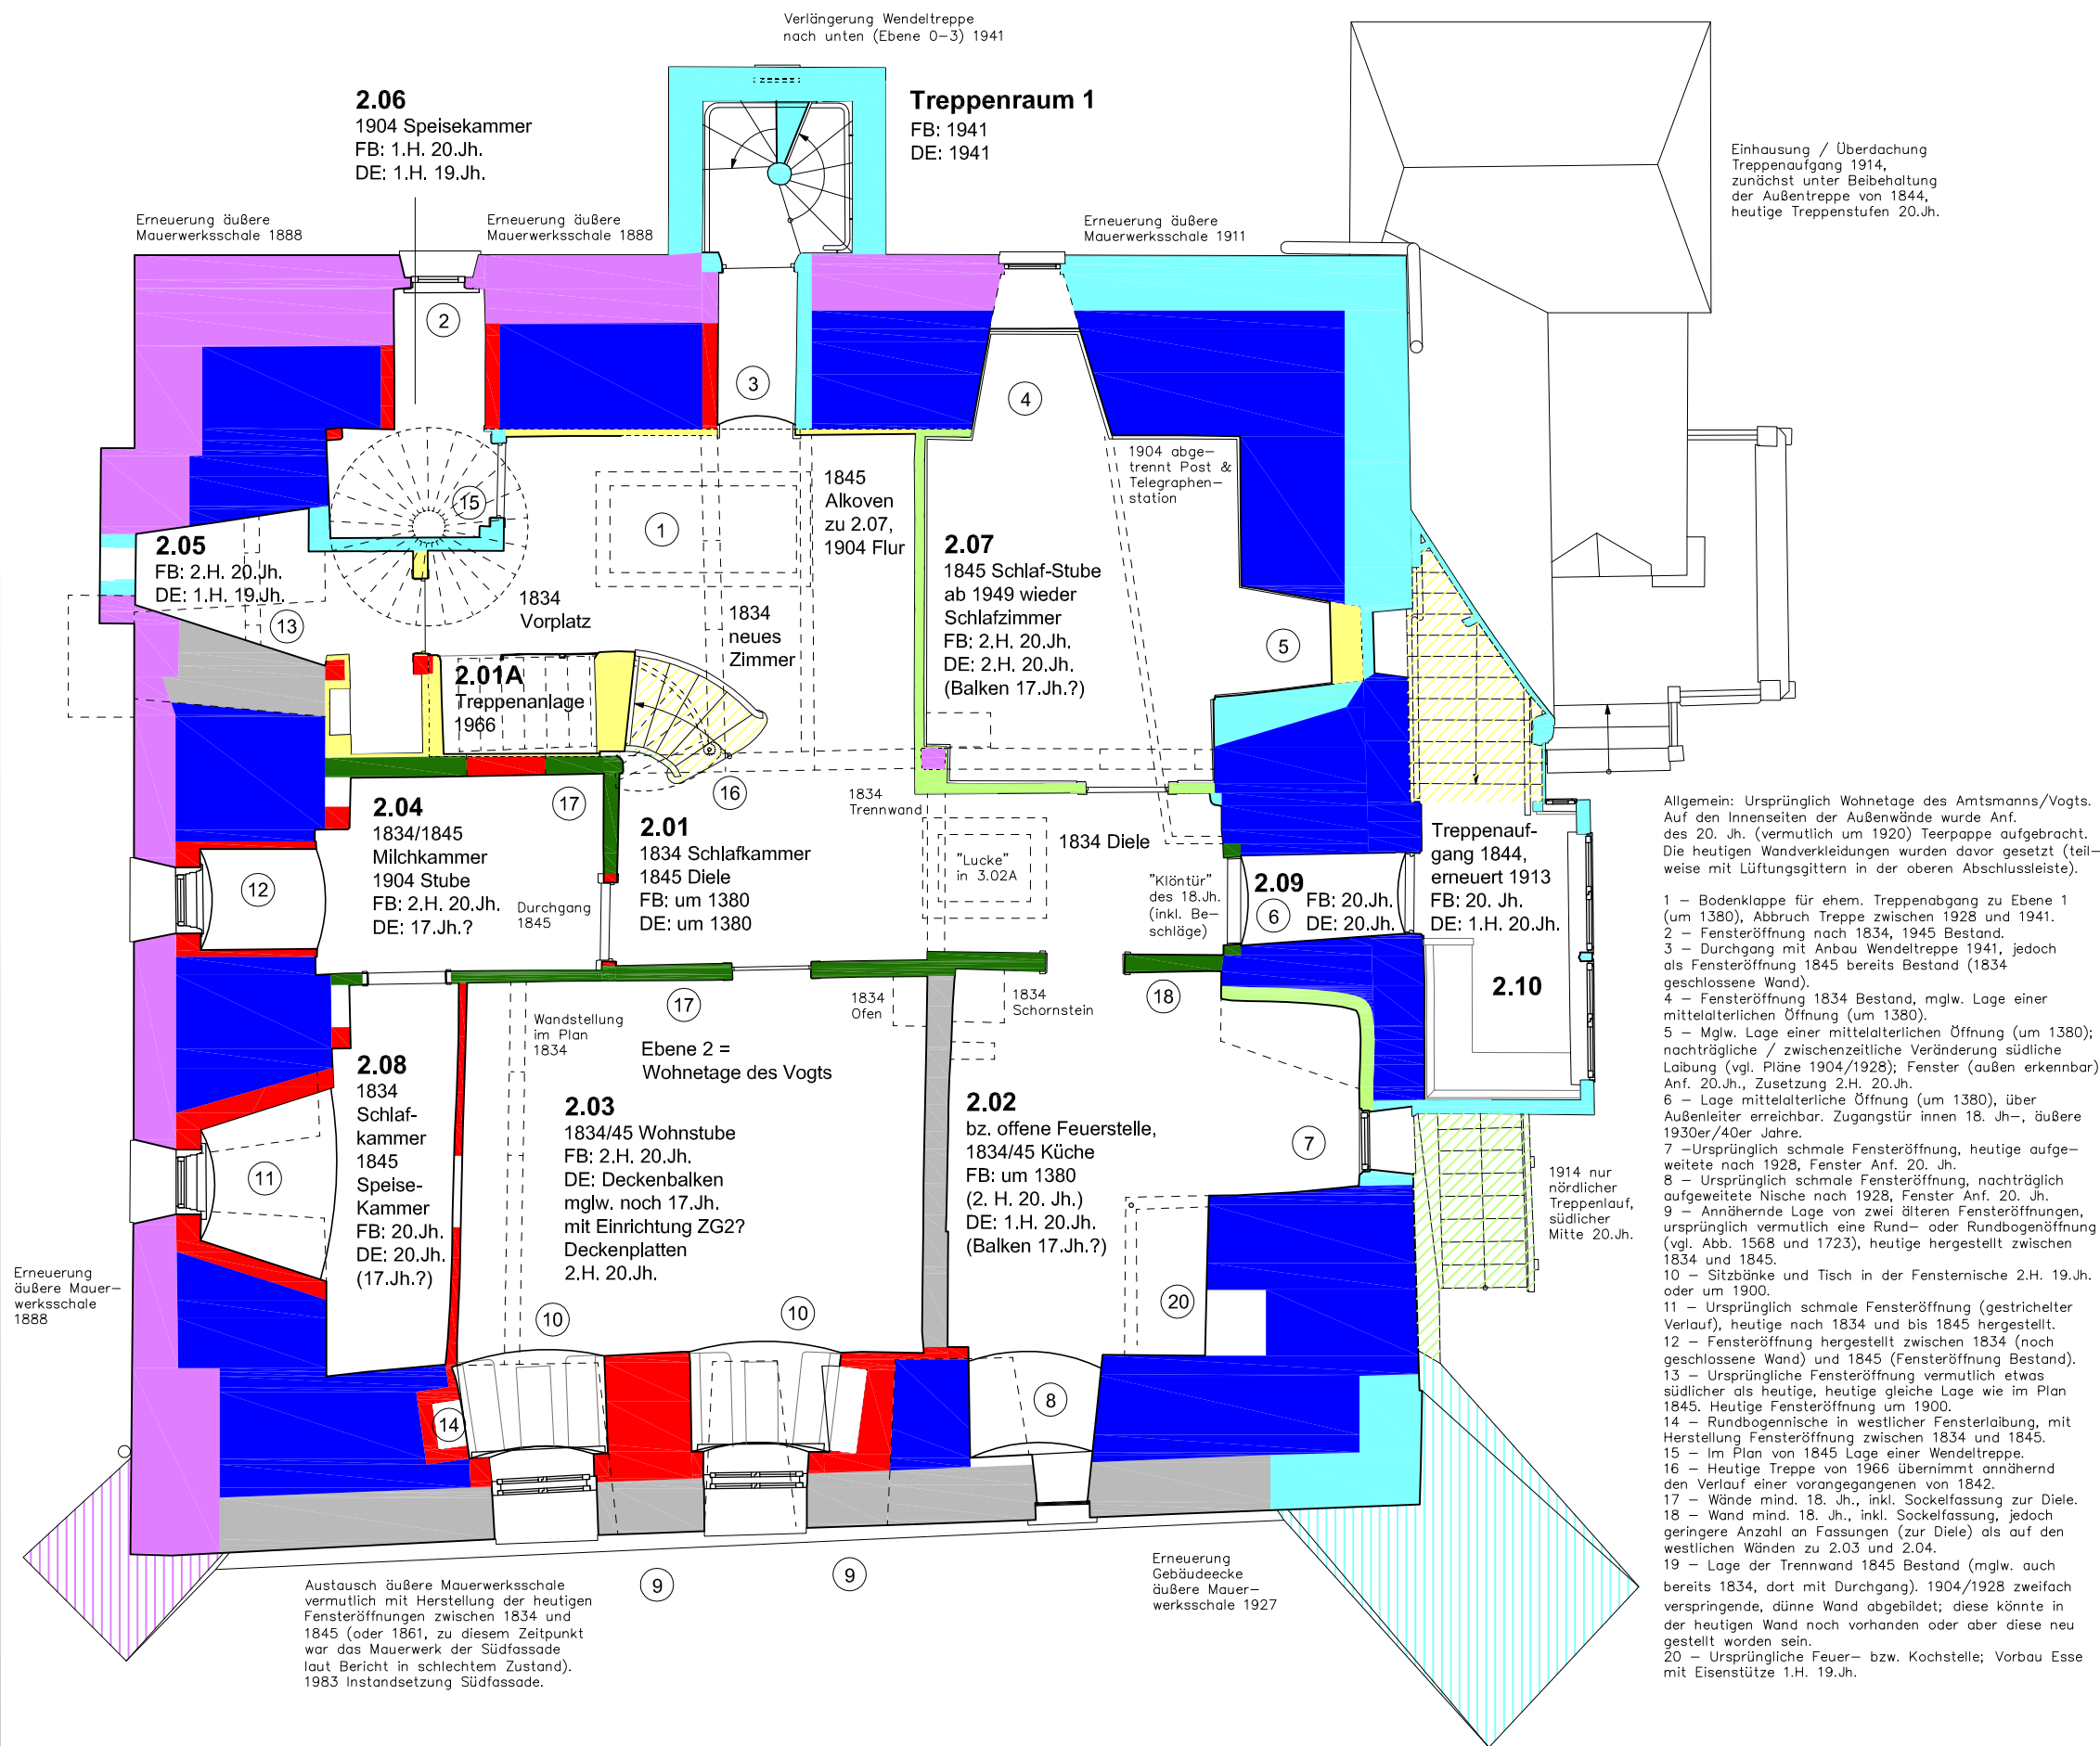 Verlängerung Wendeltreppe
nach unten (Ebene 0–3) 1941
2.06
1904 Speisekammer
FB: 1.H. 20.Jh.
DE: 1.H. 19.Jh.
Treppenraum 1
FB: 1941
DE: 1941
Einhausung / Überdachung
Treppenaufgang 1914,
zunächst unter Beibehaltung
der Außentreppe von 1844,
heutige Treppenstufen 20.Jh.
Erneuerung äußere
Mauerwerksschale 1888
Erneuerung äußere
Mauerwerksschale 1888
Erneuerung äußere
Mauerwerksschale 1911
2
3
4
15
1
1845
Alkoven
zu 2.07,
1904 Flur
1904 abge–
trennt Post &
Telegraphen–
station
2.05
FB: 2.H. 20.Jh.
DE: 1.H. 19.Jh.
13
1834
Vorplatz
1834
neues
Zimmer
2.07
1845 Schlaf-Stube
ab 1949 wieder
Schlafzimmer
FB: 2.H. 20.Jh.
DE: 2.H. 20.Jh.
(Balken 17.Jh.?)
5
2.01A
Treppenanlage
1966
16
17
2.04
1834/1845
Milchkammer
1904 Stube
FB: 2.H. 20.Jh.
DE: 17.Jh.?
12
Durchgang
1845
2.01
1834 Schlafkammer
1845 Diele
FB: um 1380
DE: um 1380
1834
Trennwand
"Lucke"
in 3.02A
1834 Diele
"Klöntür"
des 18.Jh.
(inkl. Be–
schläge)
2.09
6
FB: 20.Jh.
DE: 20.Jh.
Treppenauf-
gang 1844,
erneuert 1913
FB: 20. Jh.
DE: 1.H. 20.Jh.
2.10
17
18
1834
Ofen
1834
Schornstein
Wandstellung
im Plan
1834
Ebene 2 =
Wohnetage des Vogts
2.08
1834
Schlaf-
kammer
1845
Speise-
Kammer
FB: 20.Jh.
DE: 20.Jh.
(17.Jh.?)
11
2.03
1834/45 Wohnstube
FB: 2.H. 20.Jh.
DE: Deckenbalken
mglw. noch 17.Jh.
mit Einrichtung ZG2?
Deckenplatten
2.H. 20.Jh.
2.02
bz. offene Feuerstelle,
1834/45 Küche
FB: um 1380
(2. H. 20. Jh.)
DE: 1.H. 20.Jh.
(Balken 17.Jh.?)
7
1914 nur
nördlicher
Treppenlauf,
südlicher
Mitte 20.Jh.
Erneuerung
äußere Mauer–
werksschale
1888
10
10
20
14
8
9
9
Austausch äußere Mauerwerksschale
vermutlich mit Herstellung der heutigen
Fensteröffnungen zwischen 1834 und
1845 (oder 1861, zu diesem Zeitpunkt
war das Mauerwerk der Südfassade
laut Bericht in schlechtem Zustand).
1983 Instandsetzung Südfassade.
Erneuerung
Gebäudeecke
äußere Mauer–
werksschale 1927
Allgemein: Ursprünglich Wohnetage des Amtsmanns/Vogts.
Auf den Innenseiten der Außenwände wurde Anf.
des 20. Jh. (vermutlich um 1920) Teerpappe aufgebracht.
Die heutigen Wandverkleidungen wurden davor gesetzt (teil–
weise mit Lüftungsgittern in der oberen Abschlussleiste).
1 – Bodenklappe für ehem. Treppenabgang zu Ebene 1
(um 1380), Abbruch Treppe zwischen 1928 und 1941.
2 – Fensteröffnung nach 1834, 1945 Bestand.
3 – Durchgang mit Anbau Wendeltreppe 1941, jedoch
als Fensteröffnung 1845 bereits Bestand (1834
geschlossene Wand).
4 – Fensteröffnung 1834 Bestand, mglw. Lage einer
mittelalterlichen Öffnung (um 1380).
5 – Mglw. Lage einer mittelalterlichen Öffnung (um 1380);
nachträgliche / zwischenzeitliche Veränderung südliche
Laibung (vgl. Pläne 1904/1928); Fenster (außen erkennbar)
Anf. 20.Jh., Zusetzung 2.H. 20.Jh.
6 – Lage mittelalterliche Öffnung (um 1380), über
Außenleiter erreichbar. Zugangstür innen 18. Jh–, äußere
1930er/40er Jahre.
7 –Ursprünglich schmale Fensteröffnung, heutige aufge–
weitete nach 1928, Fenster Anf. 20. Jh.
8 – Ursprünglich schmale Fensteröffnung, nachträglich
aufgeweitete Nische nach 1928, Fenster Anf. 20. Jh.
9 – Annähernde Lage von zwei älteren Fensteröffnungen,
ursprünglich vermutlich eine Rund– oder Rundbogenöffnung
(vgl. Abb. 1568 und 1723), heutige hergestellt zwischen
1834 und 1845.
10 – Sitzbänke und Tisch in der Fensternische 2.H. 19.Jh.
oder um 1900.
11 – Ursprünglich schmale Fensteröffnung (gestrichelter
Verlauf), heutige nach 1834 und bis 1845 hergestellt.
12 – Fensteröffnung hergestellt zwischen 1834 (noch
geschlossene Wand) und 1845 (Fensteröffnung Bestand).
13 – Ursprüngliche Fensteröffnung vermutlich etwas
südlicher als heutige, heutige gleiche Lage wie im Plan
1845. Heutige Fensteröffnung um 1900.
14 – Rundbogennische in westlicher Fensterlaibung, mit
Herstellung Fensteröffnung zwischen 1834 und 1845.
15 – Im Plan von 1845 Lage einer Wendeltreppe.
16 – Heutige Treppe von 1966 übernimmt annähernd
den Verlauf einer vorangegangenen von 1842.
17 – Wände mind. 18. Jh., inkl. Sockelfassung zur Diele.
18 – Wand mind. 18. Jh., inkl. Sockelfassung, jedoch
geringere Anzahl an Fassungen (zur Diele) als auf den
westlichen Wänden zu 2.03 und 2.04.
19 – Lage der Trennwand 1845 Bestand (mglw. auch
bereits 1834, dort mit Durchgang). 1904/1928 zweifach
verspringende, dünne Wand abgebildet; diese könnte in
der heutigen Wand noch vorhanden oder aber diese neu
gestellt worden sein.
20 – Ursprüngliche Feuer– bzw. Kochstelle; Vorbau Esse
mit Eisenstütze 1.H. 19.Jh.